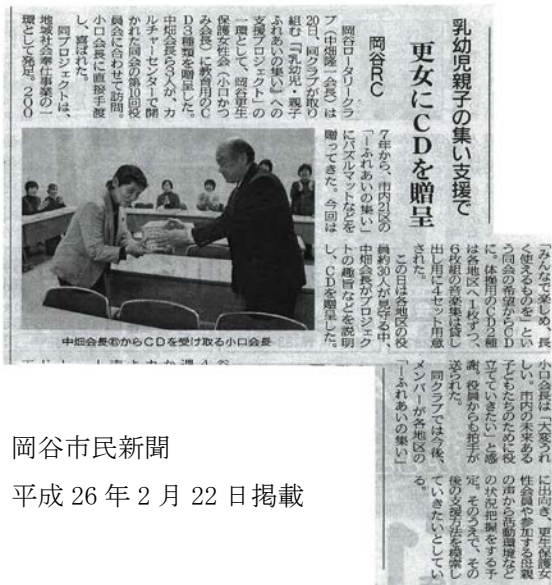 乳幼児親子の集い支援で
更女にCDを贈呈
岡谷RC
岡谷ロータリークラ
ブ(中畑隆一会長)は
20日、同クラブが取り
組む「『乳幼児・親子
ふれあいの集い』への
支援プロジェクト」の
一環として、岡谷更生
保護女性会(小口かつ
み会長)に教育用のC
D3種類を贈呈した。
中畑会長ら3人が、カ
ルチャーセンターで開
かれた同会の第10回役
員会に合わせて訪問。
小口会長に直接手渡
し、喜ばれた。
同プロジェクトは、
地域社会奉仕事業の一
環として発足。200
7年から、市内21区の
「―ふれあいの集い」
にパズルマットなどを
贈ってきた。今回は
「みんなで楽しめ、長
く使えるものを」とい
う同会の希望からCD
に。体操用のCD2種
は各地区へ1枚ずつ、
6枚組の音楽集は貸し
出し用に4セット用意
された。
この日は各地区の役
員約30人が見守る中、
中畑会長がプロジェク
トの趣旨などを説明
し、CDを贈呈した。
小口会長は「大変うれ
しい。市内の未来ある
子どもたちのために役
立てていきたい」と感
謝。役員からも拍手が
送られた。
同クラブでは今後、
メンバーが各地区の
「―ふれあいの集い」
に出向き、更生保護女
性会員や参加する母親
の声から活動環境など
の状況把握をする予
定。そのうえで、その
後の支援方法を模索し
ていきたいとしてい
る。
中畑会長㊨からCDを受け取る小口会長
岡谷市民新聞
平成 26 年 2 月 22 日掲載